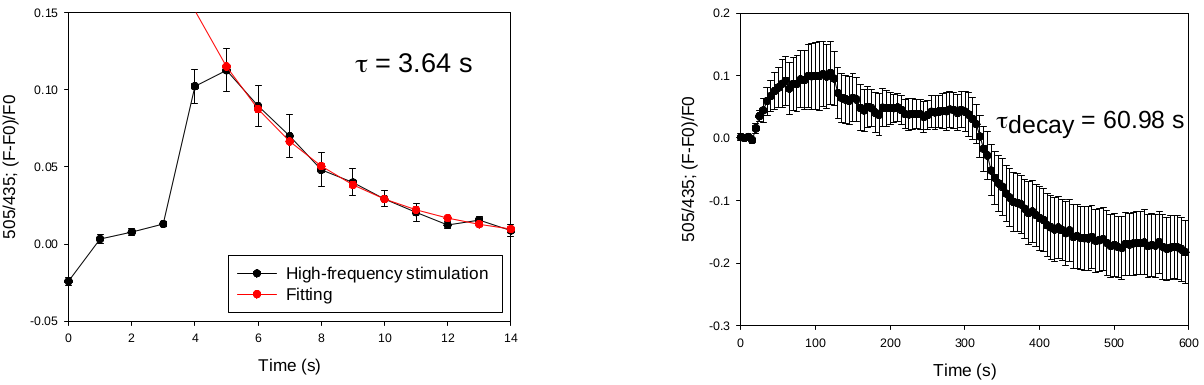 505/435; (F-F0)/F0
0.15
0.10
0.05
0.00
-0.05
τ = 3.64 s
High-frequency stimulation
Fitting
0 2 4 6 8 10 12 14
Time (s)
505/435; (F-F0)/F0
0.2
0.1
0.0
-0.1
-0.2
-0.3
τdecay = 60.98 s
0 100 200 300 400 500 600
Time (s)